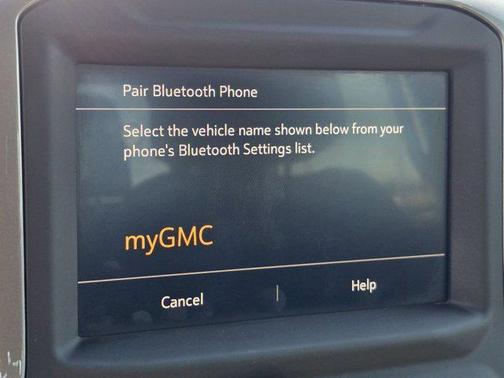 Pair Bluetooth Phone
Select the vehicle name shown below from your
phone's Bluetooth Settings list.
myGMC
Cancel
Help